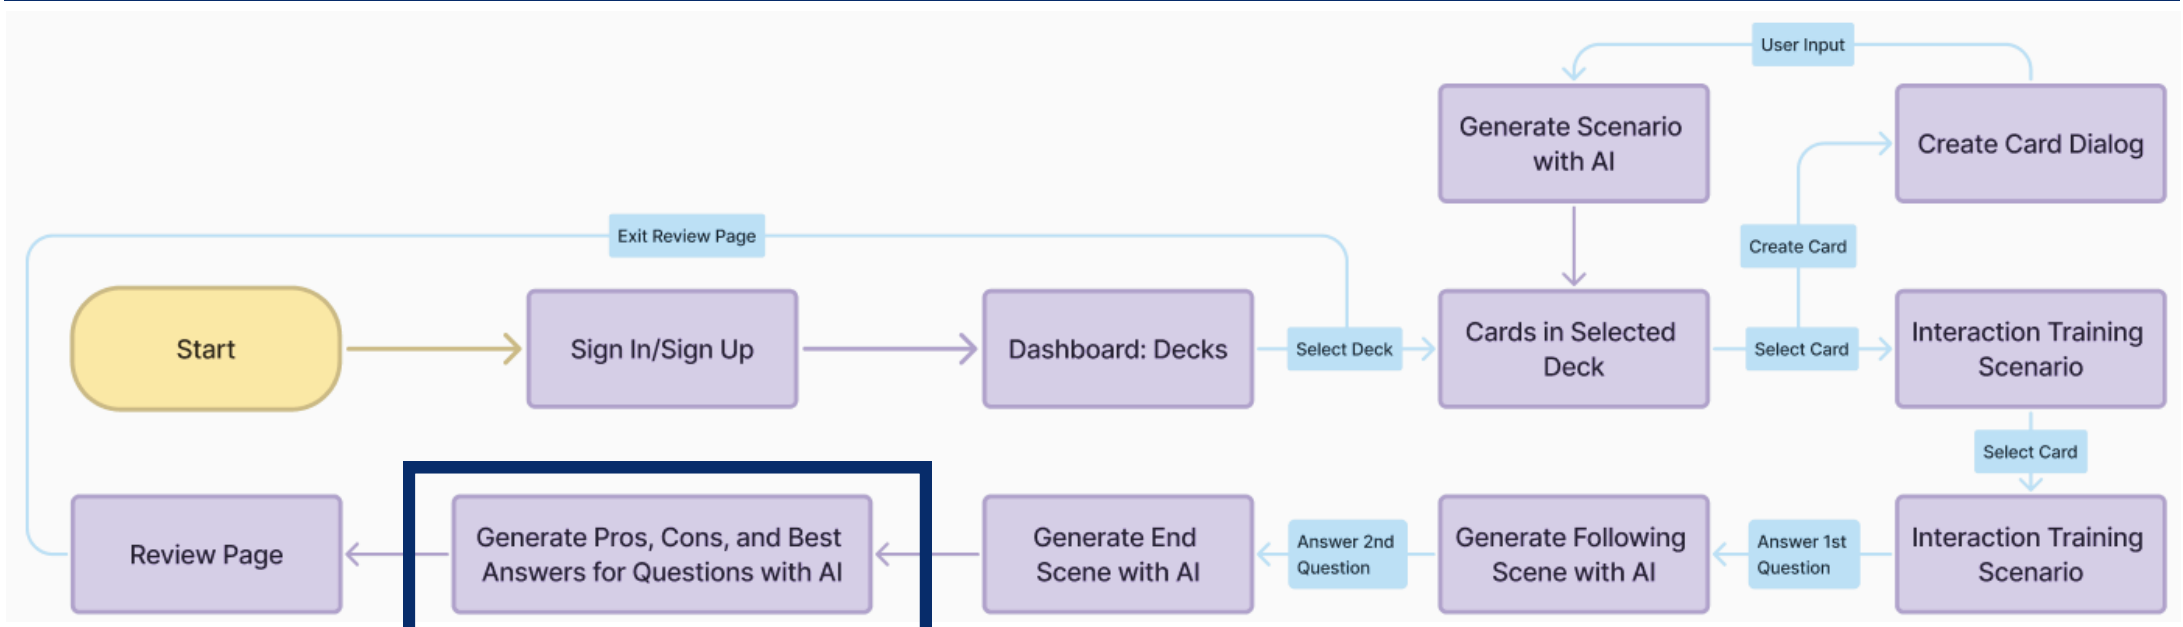 User Input
Generate Scenario
with AI
Create Card Dialog
Exit Review Page
Create Card
Start
Sign In/Sign Up
Dashboard: Decks
Select Deck
Cards in Selected
Deck
Select Card
Interaction Training
Scenario
Select Card
Review Page
Generate Pros, Cons, and Best
Answers for Questions with AI
Generate End
Scene with AI
Answer 2nd
Question
Generate Following
Scene with AI
Answer 1st
Question
Interaction Training
Scenario